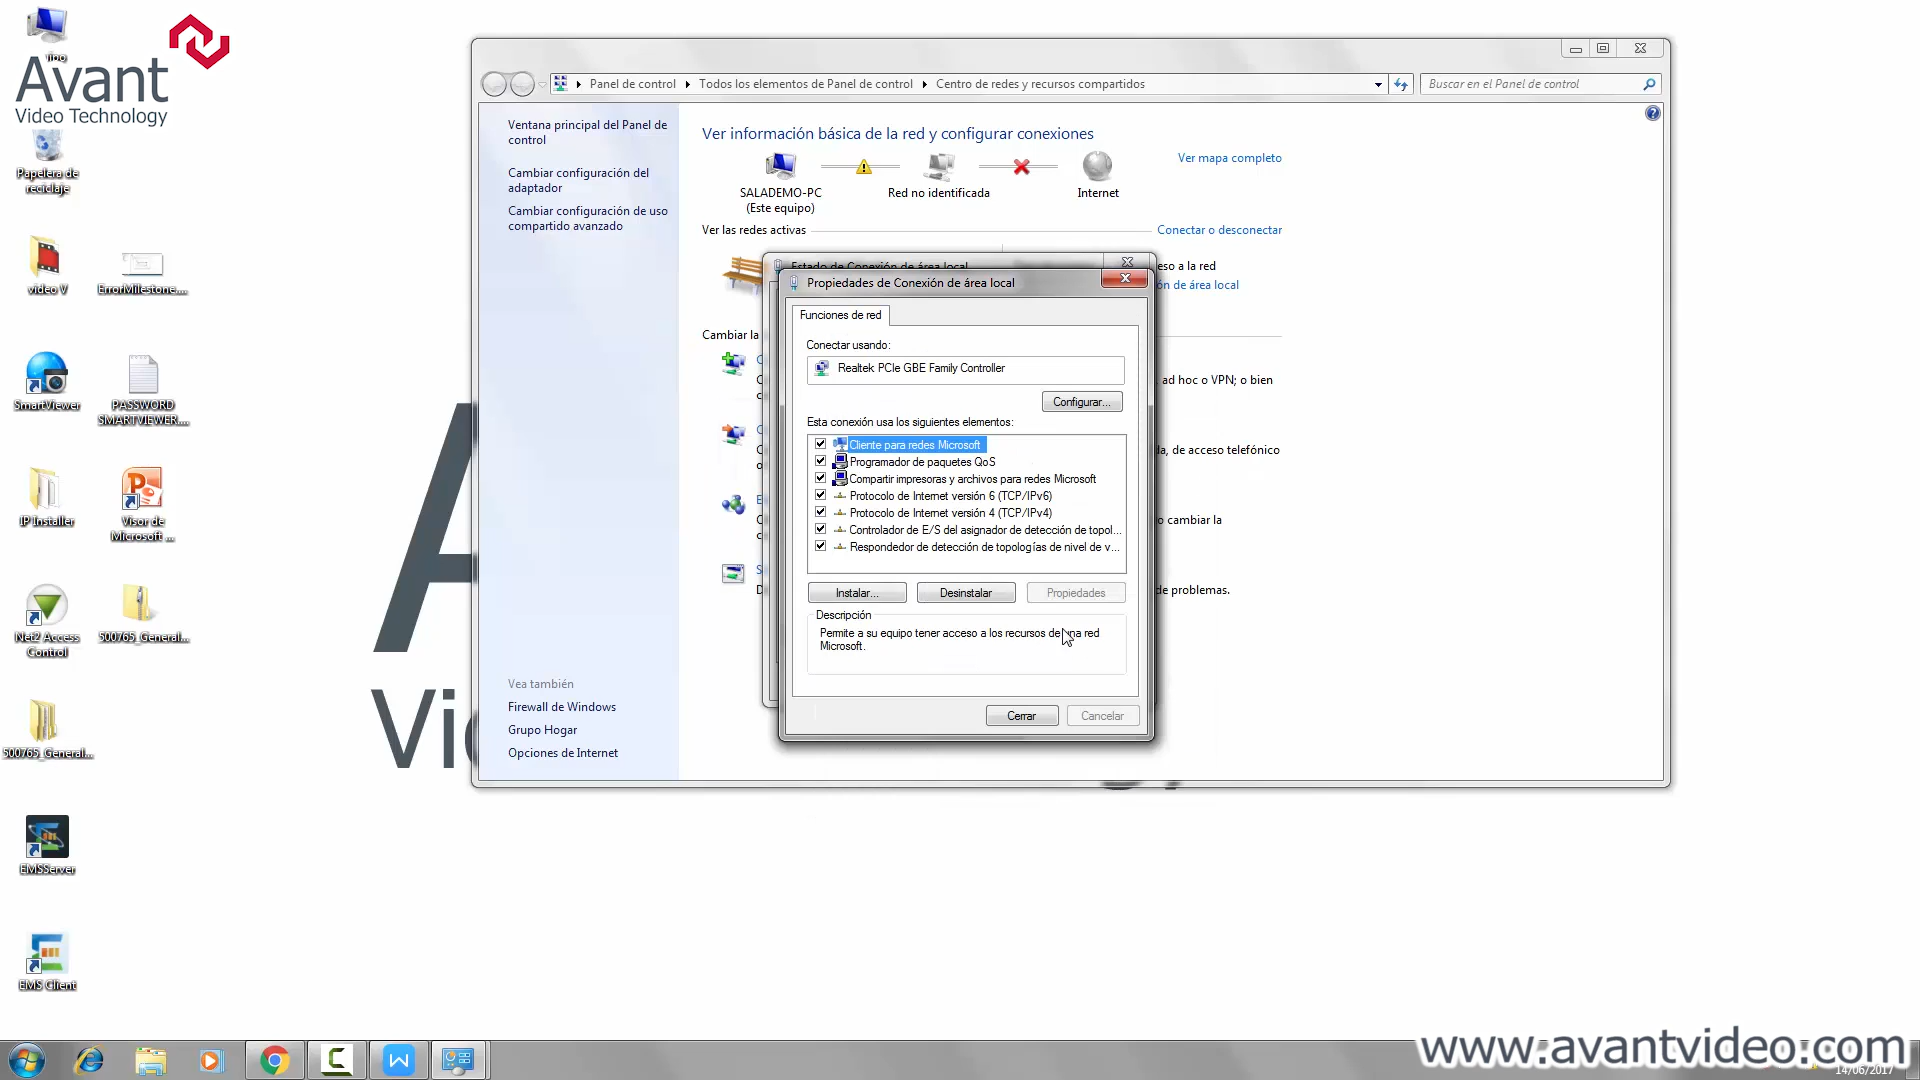 Avant
Video Technology
Papelera de
reciclaje
video V
ErrorMilestone....
SmartViewer
PASSWORD
SMARTVIEWER....
IP Installer
Visor de
Microsoft ...
Net2 Access
Control
500765_General...
500765_General...
EMSServer
EMS Client
Panel de control
Todos los elementos de Panel de control
Centro de redes y recursos compartidos
Buscar en el Panel de control
Ventana principal del Panel de
control
Cambiar configuración del
adaptador
Cambiar configuración de uso
compartido avanzado
Vea también
Firewall de Windows
Grupo Hogar
Opciones de Internet
Ver información básica de la red y configurar conexiones
Ver mapa completo
SALADEMO-PC
(Este equipo)
Red no identificada
Internet
Ver las redes activas
Conectar o desconectar
eso a la red
ón de área local
Cambiar la
ad hoc o VPN; o bien
a, de acceso telefónico
o cambiar la
de problemas.
Estado de Conexión de área local
Propiedades de Conexión de área local
Funciones de red
Conectar usando:
Realtek PCIe GBE Family Controller
Configurar...
Esta conexión usa los siguientes elementos:
Cliente para redes Microsoft
Programador de paquetes QoS
Compartir impresoras y archivos para redes Microsoft
Protocolo de Internet versión 6 (TCP/IPv6)
Protocolo de Internet versión 4 (TCP/IPv4)
Controlador de E/S del asignador de detección de topol...
Respondedor de detección de topologías de nivel de v...
Instalar...
Desinstalar
Propiedades
Descripción
Permite a su equipo tener acceso a los recursos de una red
Microsoft.
Cerrar
Cancelar
A
Vi
www.avantvideo.com
14/06/2017